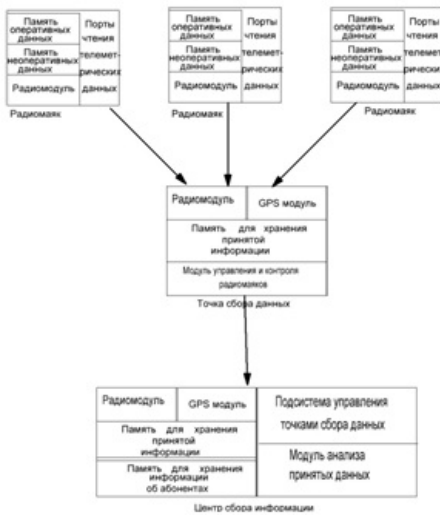 Память
оперативных
данных
Порты
чтения
телемет-
рических
данных
Память
неоперативных
данных
Радиомодуль
Радиомаяк
Память
оперативных
данных
Порты
чтения
телемет-
рических
данных
Память
неоперативных
данных
Радиомодуль
Радиомаяк
Память
оперативных
данных
Порты
чтения
телемет-
рических
данных
Память
неоперативных
данных
Радиомодуль
Радиомаяк
Радиомодуль
GPS модуль
Память для хранения
принятой
информации
Модуль управления и контроля
радиомаяков
Точка сбора данных
Радиомодуль
GPS модуль
Память для хранения
принятой
информации
Память для хранения
информации
об абонентах
Подсистема управления
точками сбора данных
Модуль анализа
принятых данных
Центр сбора информации